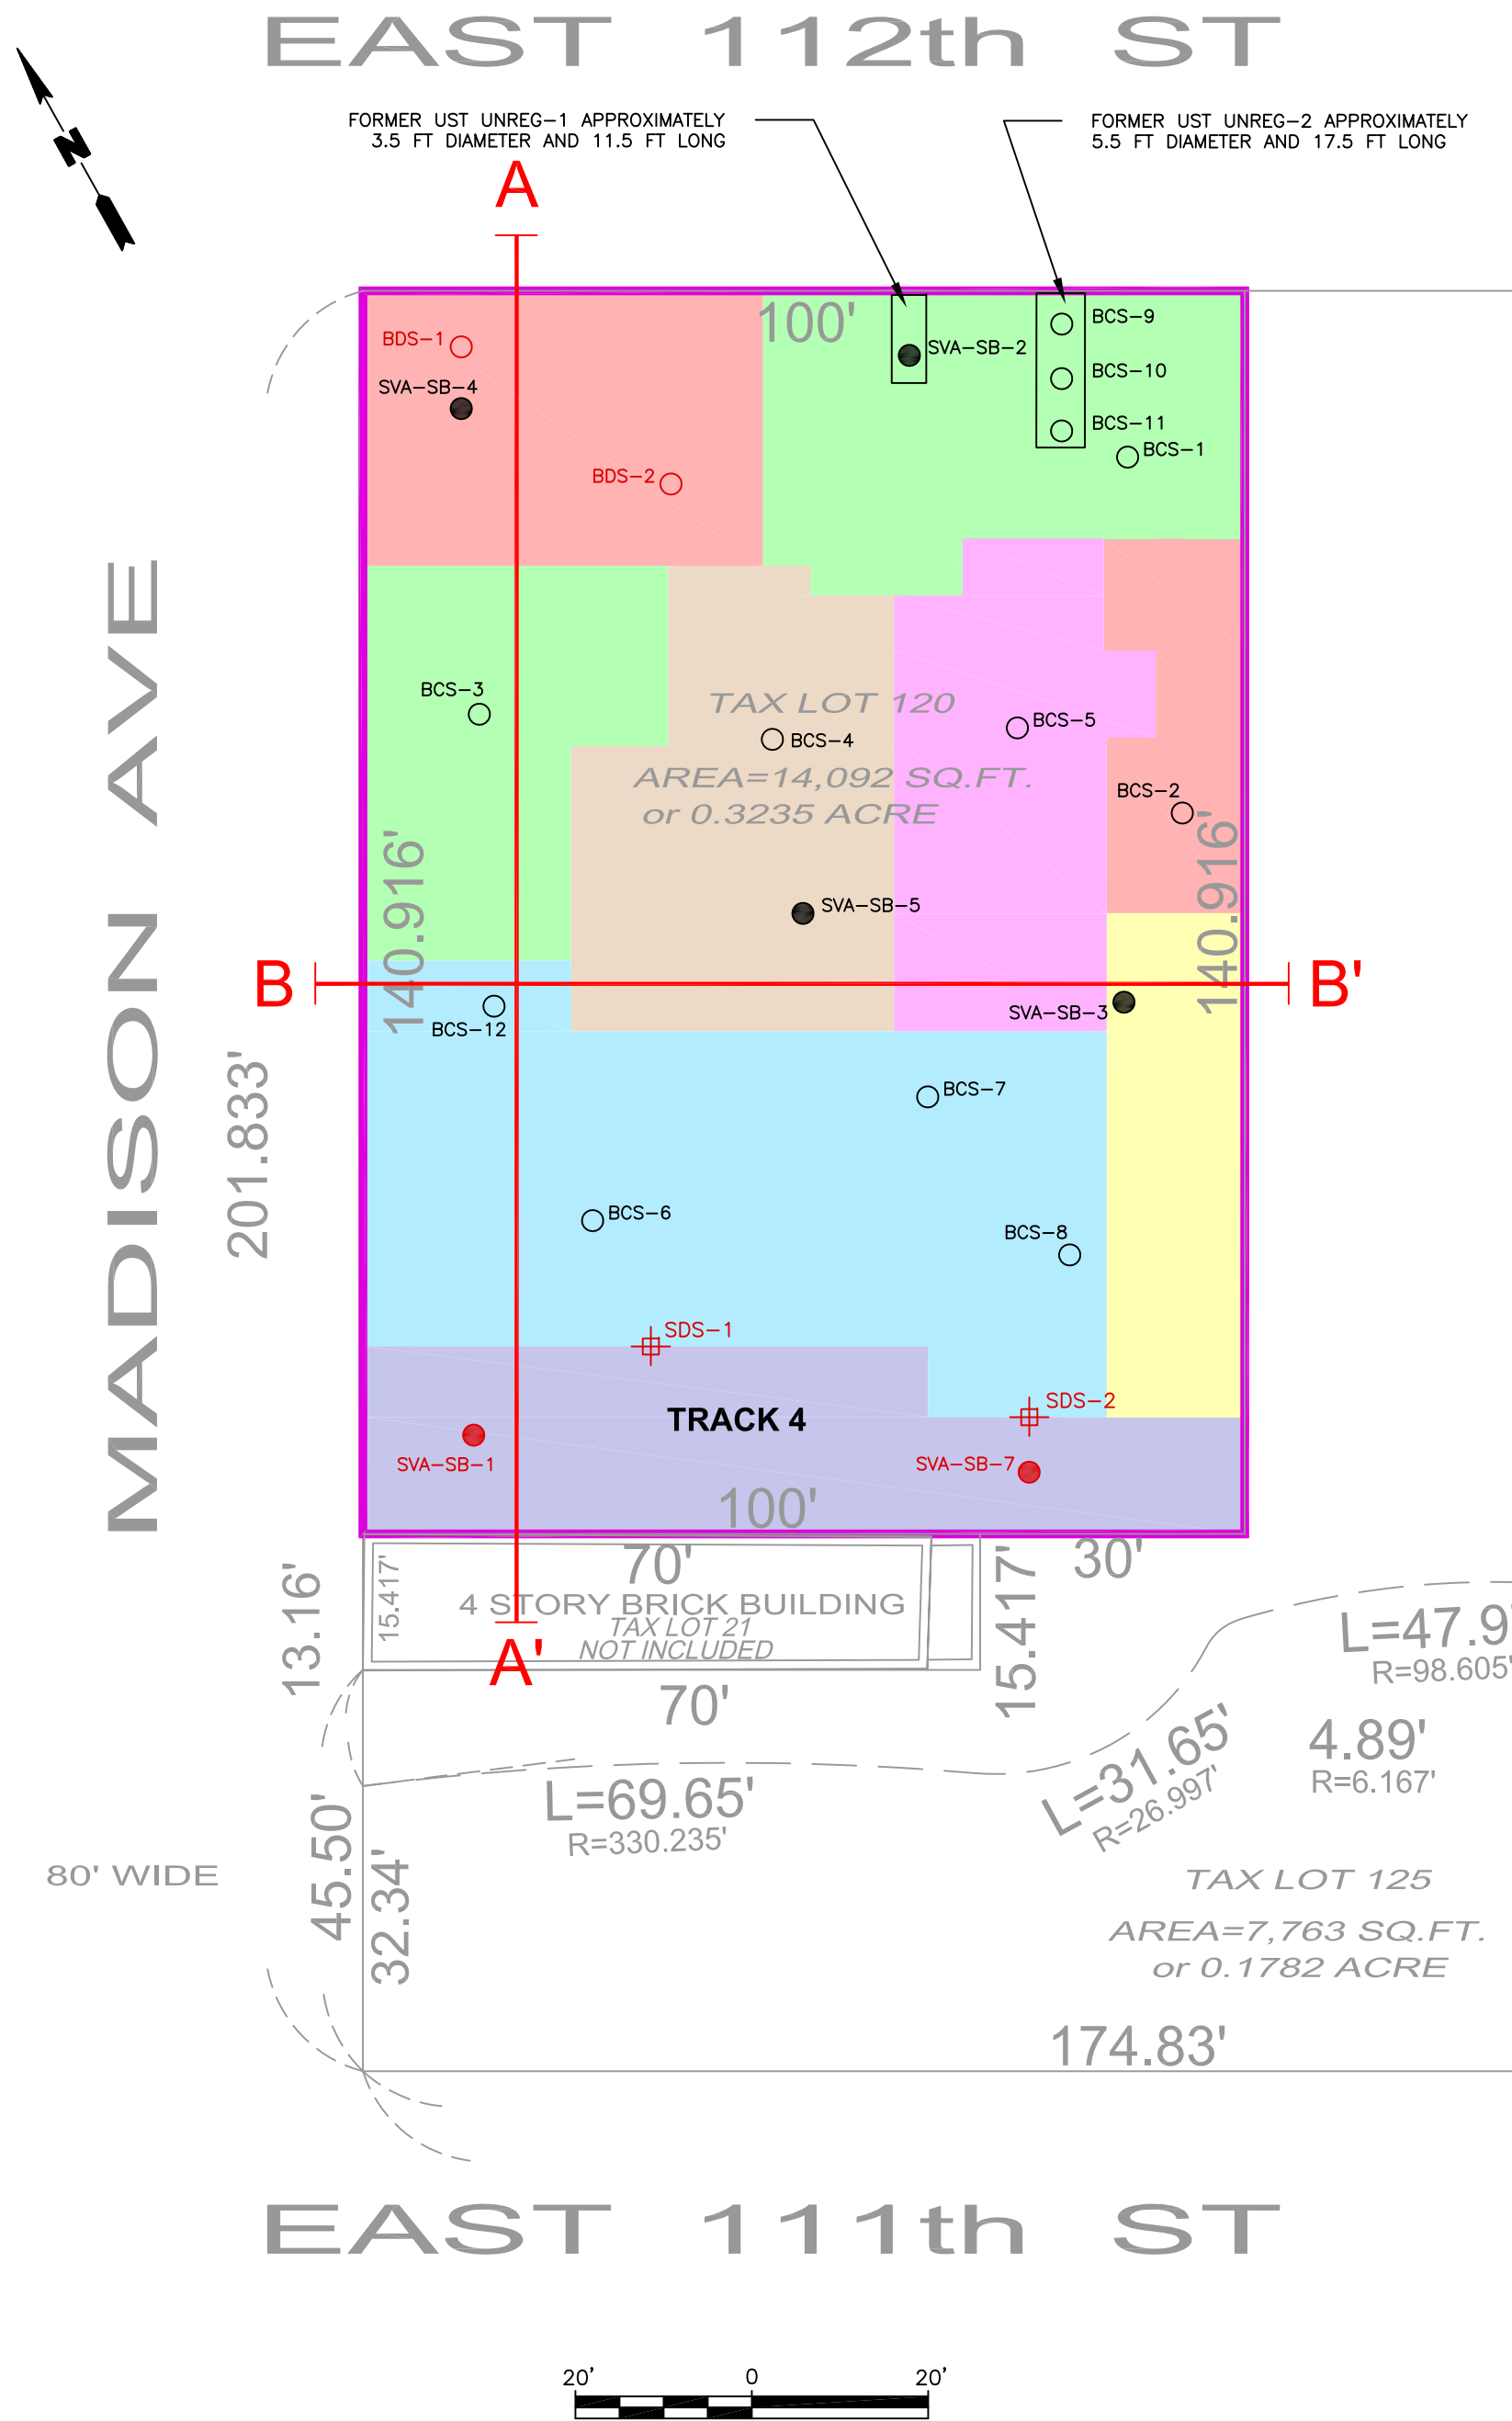 EAST 112th ST
FORMER UST UNREG-1 APPROXIMATELY
3.5 FT DIAMETER AND 11.5 FT LONG
FORMER UST UNREG-2 APPROXIMATELY
5.5 FT DIAMETER AND 17.5 FT LONG
N
A
100'
BDS-1
SVA-SB-4
BDS-2
SVA-SB-2
BCS-9
BCS-10
BCS-11
BCS-1
MADISON AVE
BCS-3
TAX LOT 120
BCS-4
BCS-5
AREA=14,092 SQ.FT.
or 0.3235 ACRE
BCS-2
140.916'
140.916'
SVA-SB-5
B
B'
BCS-12
SVA-SB-3
201.833'
BCS-7
BCS-6
BCS-8
SDS-1
SDS-2
TRACK 4
SVA-SB-1
SVA-SB-7
100'
13.16'
15.417'
70'
4 STORY BRICK BUILDING
TAX LOT 21
NOT INCLUDED
A'
15.417'
30'
70'
L=47.9
R=98.605'
L=31.65'
R=26.997'
4.89'
R=6.167'
L=69.65'
R=330.235'
80' WIDE
45.50'
32.34'
TAX LOT 125
AREA=7,763 SQ.FT.
or 0.1782 ACRE
174.83'
EAST 111th ST
20' 0 20'